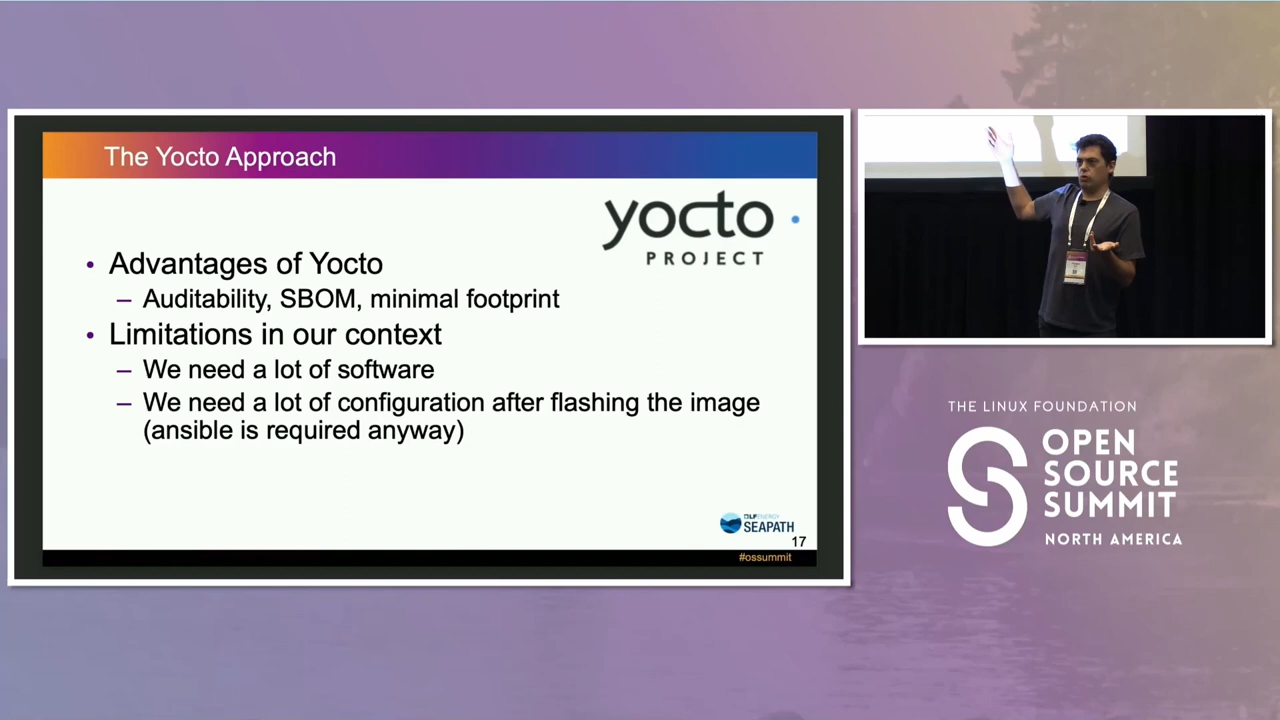 The Yocto Approach
yocto
PROJECT
• Advantages of Yocto
– Auditability, SBOM, minimal footprint
• Limitations in our context
– We need a lot of software
– We need a lot of configuration after flashing the image
(ansible is required anyway)
LF ENERGY
SEAPATH
17
#ossummit
THE LINUX FOUNDATION
OPEN
SOURCE
SUMMIT
NORTH AMERICA